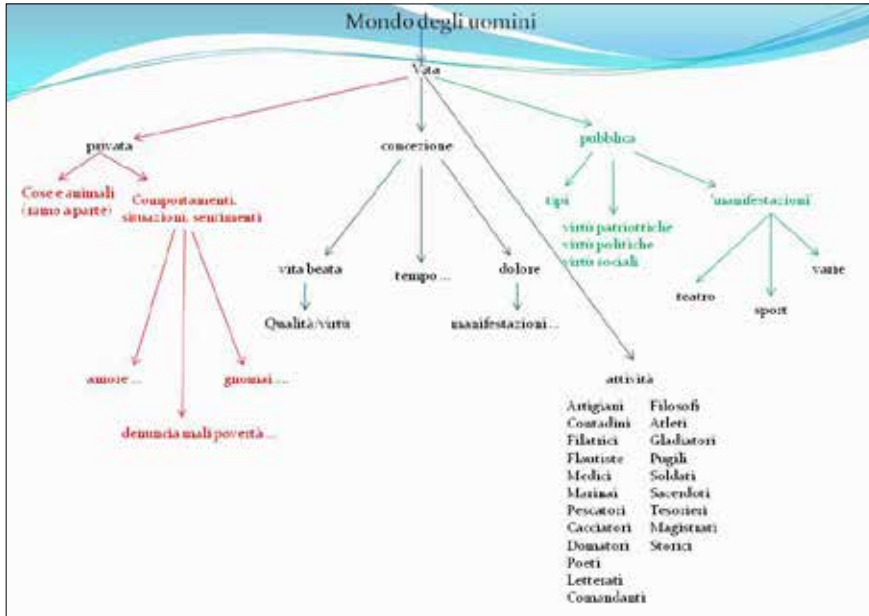 Mondo degli uomini
Vita
privata
concezione
pubblica
Cose e animali
(ramo a parte)
Comportamenti,
situazioni, sentimenti
tipi
virtù patriottiche
virtù politiche
virtù sociali
manifestazioni
vita beata
tempo ...
dolore
teatro
sport
varie
Qualità/virtù
manifestazioni ...
amore ...
gnomai ...
denuncia mali povertà ...
attività
Artigiani Filosofi
Contadini Atleti
Filatrici Gladiatori
Flautiste Pugili
Medici Soldati
Marinai Sacerdoti
Pescatori Tesorieri
Cacciatori Magistrati
Domatori Storici
Poeti
Letterati
Comandanti